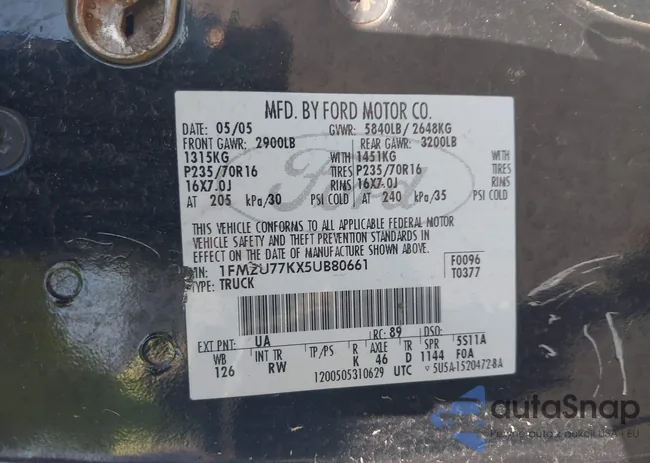 MFD. BY FORD MOTOR CO.
DATE: 05/05 GVWR: 5840LB/ 2648KG
FRONT GAWR: 2900LB REAR GAWR: 3200LB
1315KG WITH 1451KG WITH
P235/70R16 TIRES P235/70R16 TIRES
16X7.0J RIMS 16X7.0J RIMS
AT 205 kPa/30 PSI COLD AT 240 kPa/35 PSI COLD
Ford
THIS VEHICLE CONFORMS TO ALL APPLICABLE FEDERAL MOTOR
VEHICLE SAFETY AND THEFT PREVENTION STANDARDS IN
EFFECT ON THE DATE OF MANUFACTURE SHOWN ABOVE.
VIN: 1FMZU77KX5UB80661 F0096
TYPE: TRUCK T0377
EXT PNT: UA RC: 89 DSO:
WB INT TR TP/PS R AXLE TR SPR 5S11A
126 RW K 46 D 1144 F0A
1200505310629 UTC 5U5A-1520472-BA
autoSnap